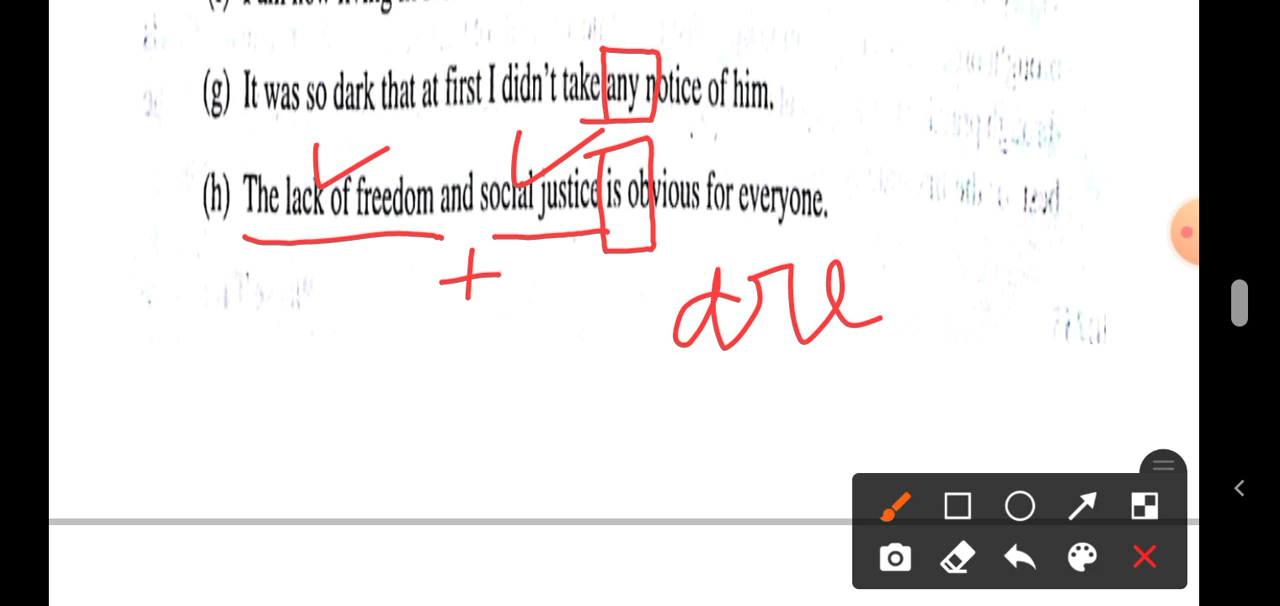 (g) It was so dark that at first I didn't take any notice of him.
(h) The lack of freedom and social justice is obvious for everyone.
+
are